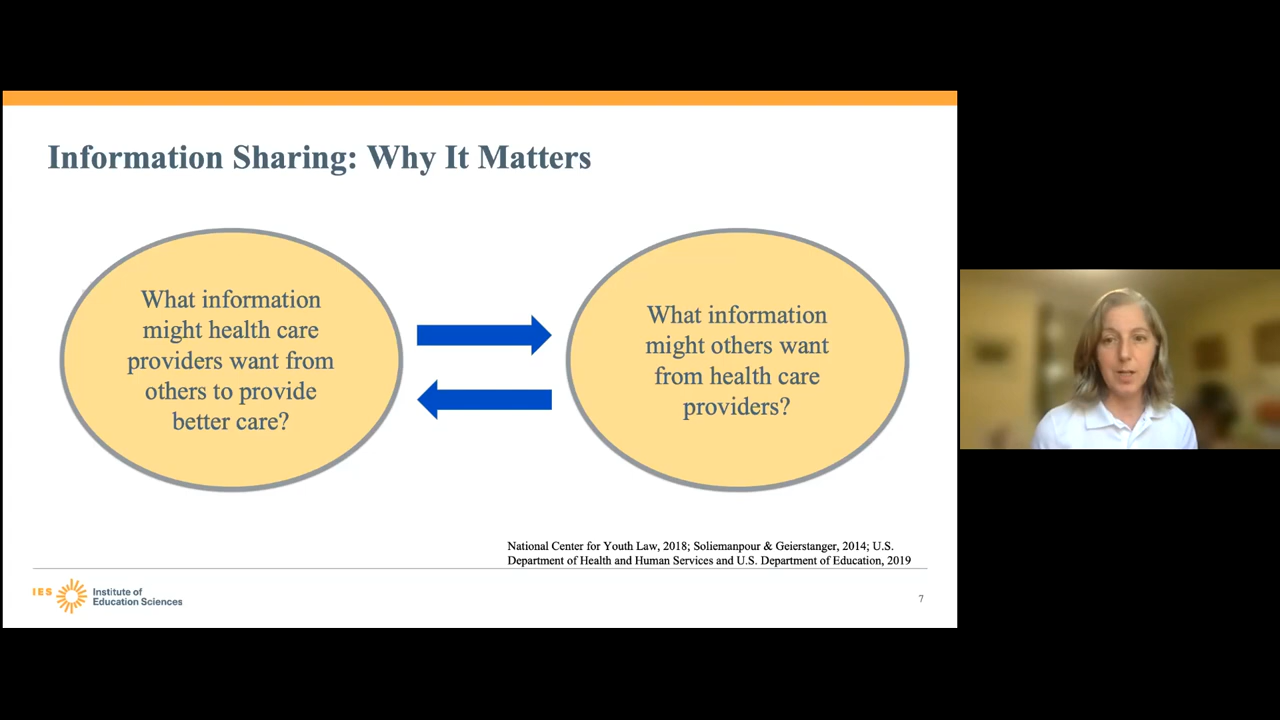 Information Sharing: Why It Matters
What information
might health care
providers want from
others to provide
better care?
What information
might others want
from health care
providers?
National Center for Youth Law, 2018; Soliemanpour & Geierstanger, 2014; U.S.
Department of Health and Human Services and U.S. Department of Education, 2019
IES
Institute of
Education Sciences
7